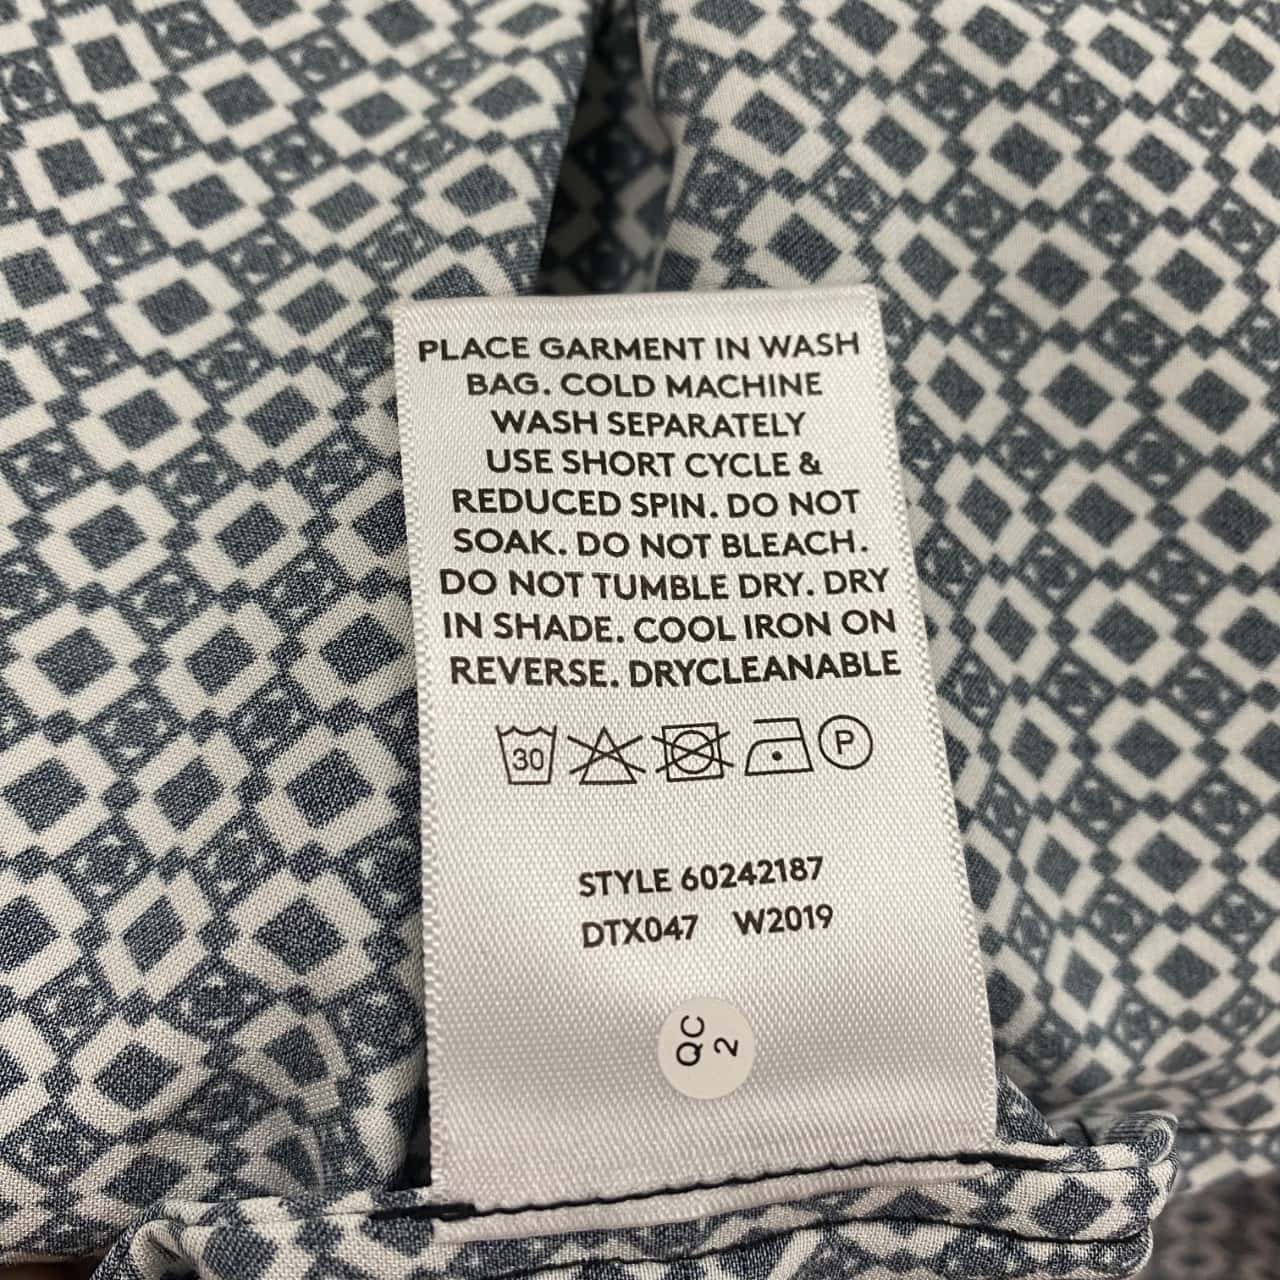 PLACE GARMENT IN WASH
BAG. COLD MACHINE
WASH SEPARATELY
USE SHORT CYCLE &
REDUCED SPIN. DO NOT
SOAK. DO NOT BLEACH.
DO NOT TUMBLE DRY. DRY
IN SHADE. COOL IRON ON
REVERSE. DRYCLEANABLE
30 P
STYLE 60242187
DTX047 W2019
QC
2